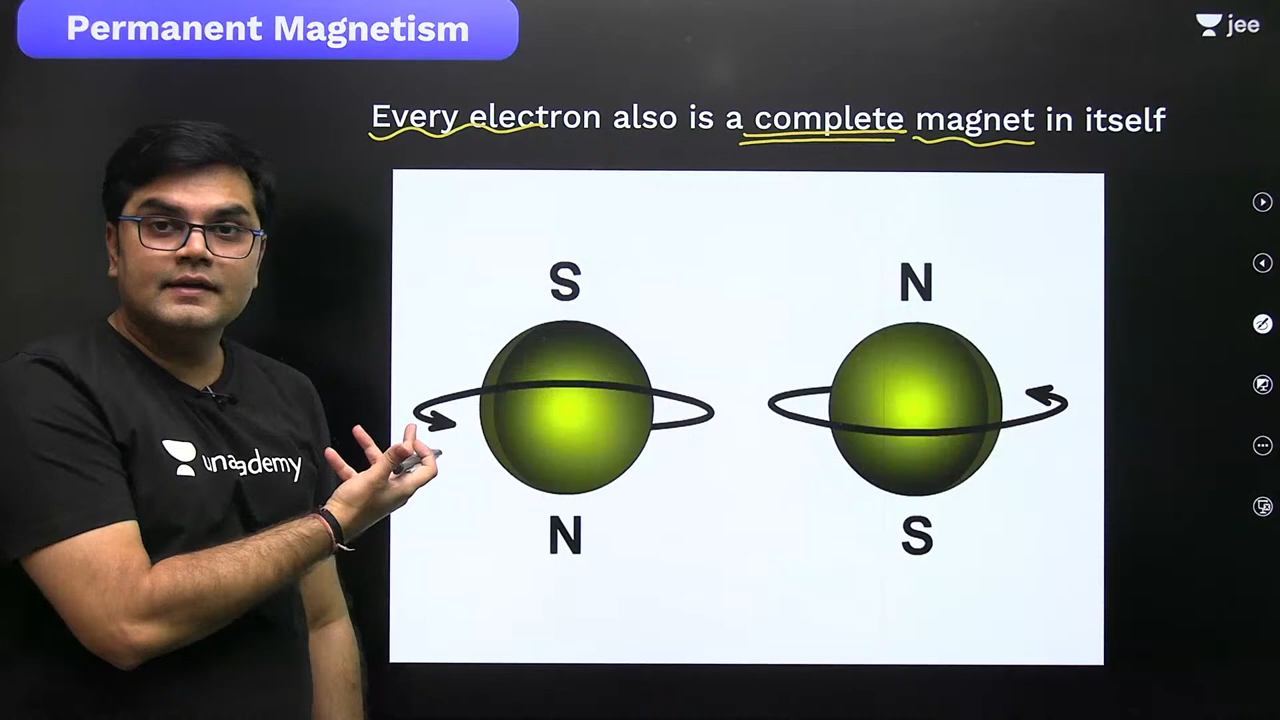 Permanent Magnetism
jee
Every electron also is a complete magnet in itself
S
N
N
S
unacademy